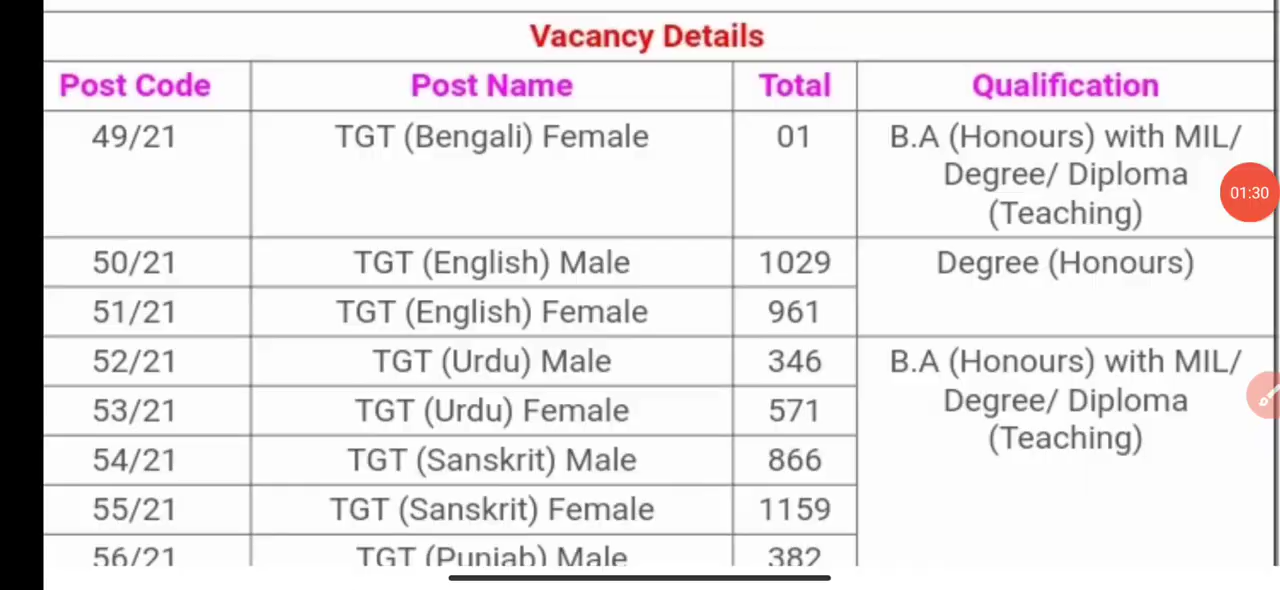 Vacancy Details
Post Code Post Name Total Qualification
49/21 TGT (Bengali) Female 01 B.A (Honours) with MIL/
Degree/ Diploma
(Teaching)
01:30
50/21 TGT (English) Male 1029 Degree (Honours)
51/21 TGT (English) Female 961
52/21 TGT (Urdu) Male 346 B.A (Honours) with MIL/
Degree/ Diploma
53/21 TGT (Urdu) Female 571
(Teaching)
54/21 TGT (Sanskrit) Male 866
55/21 TGT (Sanskrit) Female 1159
56/21 TGT (Punjab) Male 382